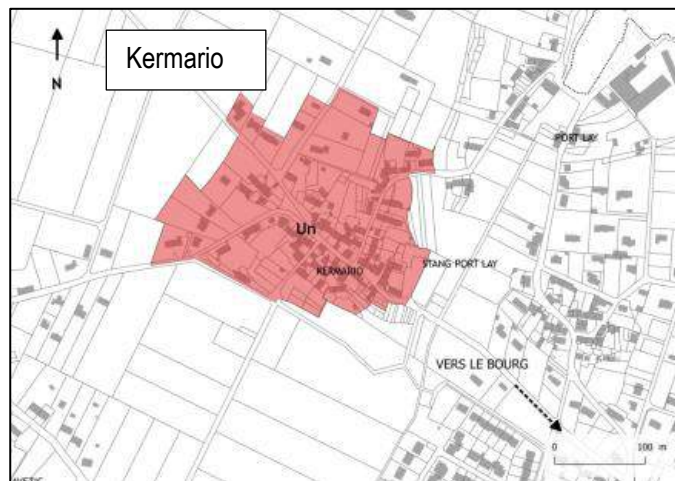 Kermario
N
PORT LAY
Un
KERMARIO
STANG PORT LAY
VERS LE BOURG
0 100 m